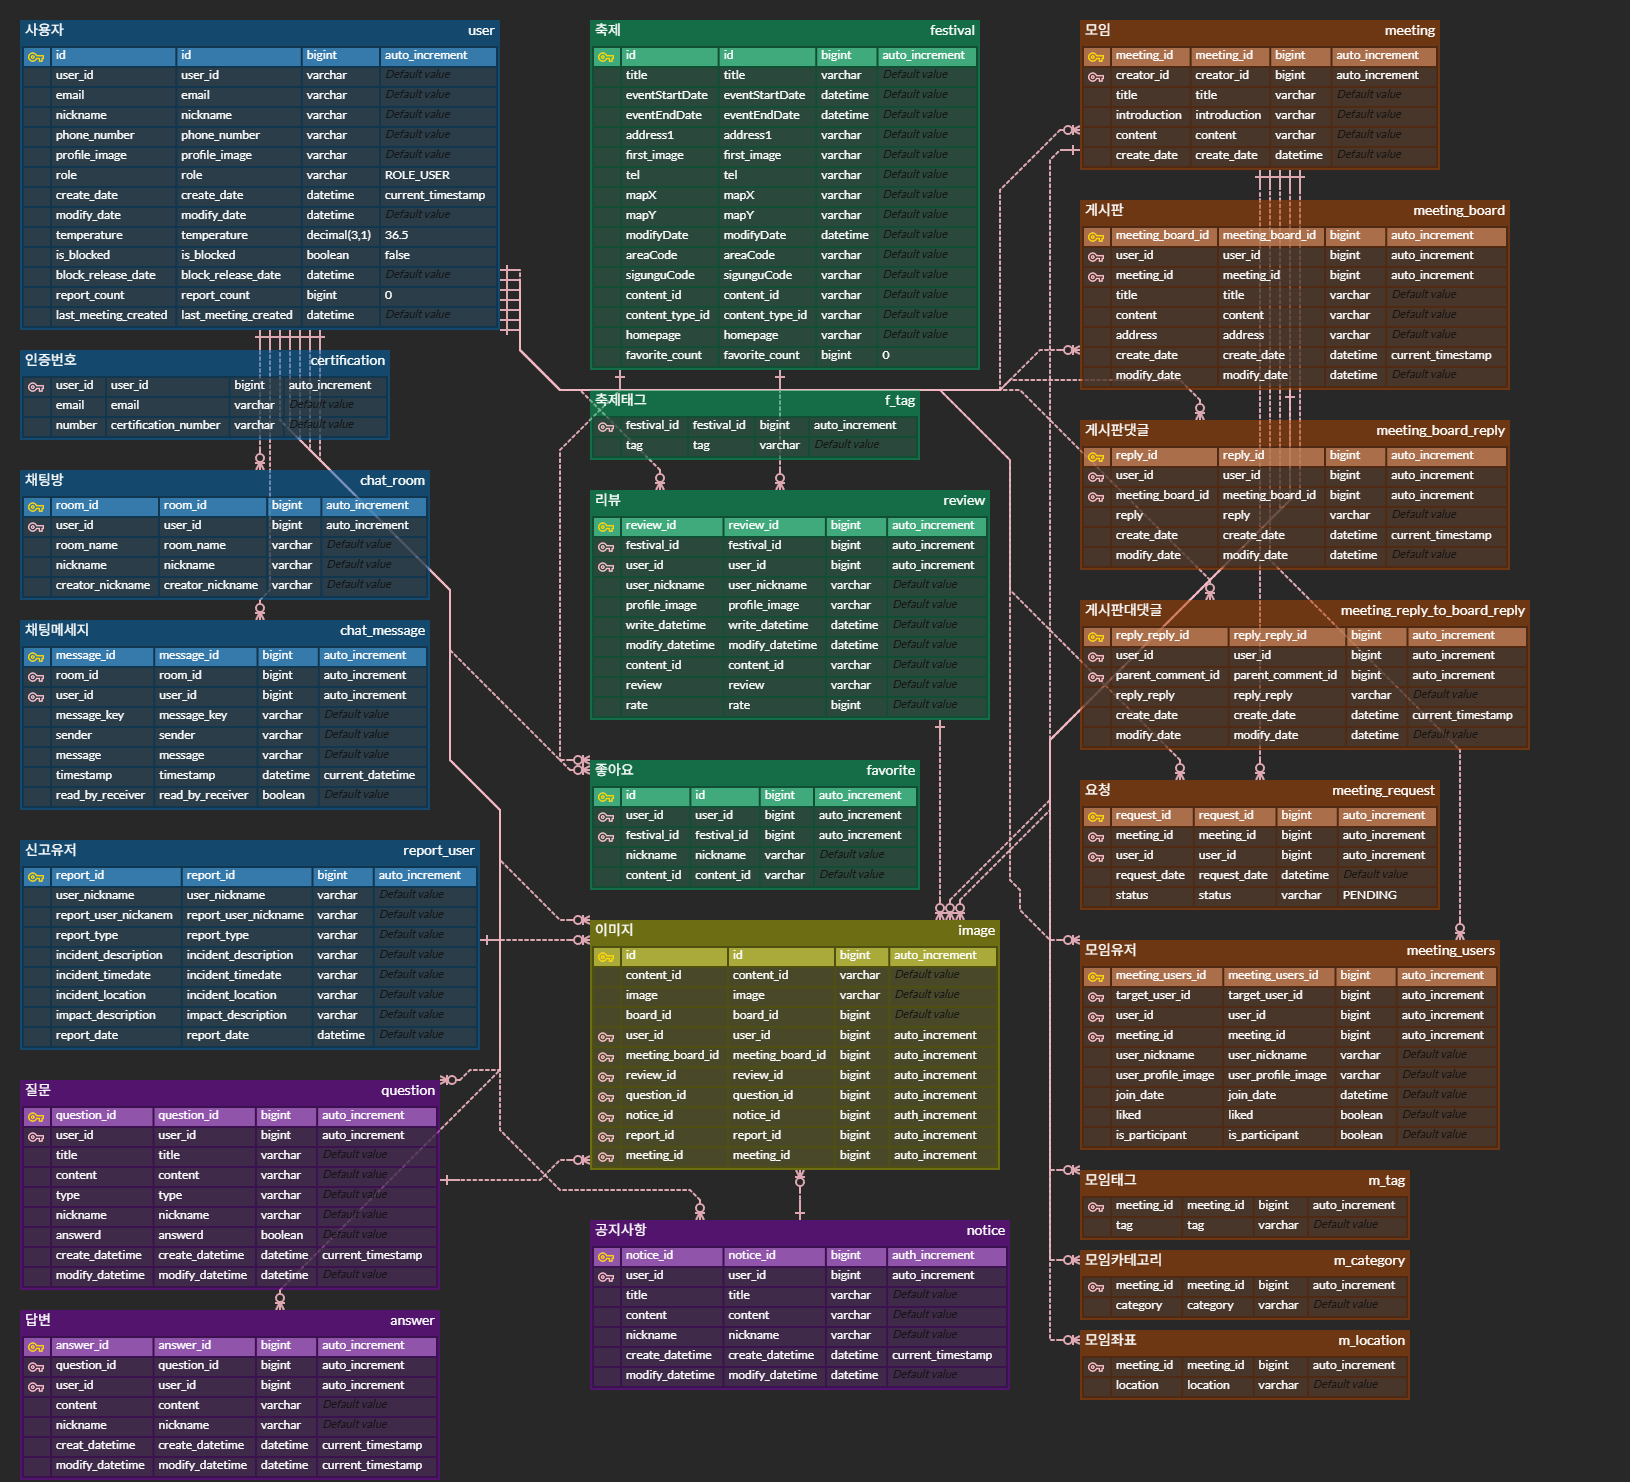 사용자 user
id id bigint auto_increment
user_id user_id varchar Default value
email email varchar Default value
nickname nickname varchar Default value
phone_number phone_number varchar Default value
profile_image profile_image varchar Default value
role role varchar ROLE_USER
create_date create_date datetime current_timestamp
modify_date modify_date datetime Default value
temperature temperature decimal(3,1) 36.5
is_blocked is_blocked boolean false
block_release_date block_release_date datetime Default value
report_count report_count bigint 0
last_meeting_created last_meeting_created datetime Default value
인증번호 certification
user_id user_id bigint auto_increment
email email varchar Default value
number certification_number varchar Default value
채팅방 chat_room
room_id room_id bigint auto_increment
user_id user_id bigint auto_increment
room_name room_name varchar Default value
nickname nickname varchar Default value
creator_nickname creator_nickname varchar Default value
채팅메세지 chat_message
message_id message_id bigint auto_increment
room_id room_id bigint auto_increment
user_id user_id bigint auto_increment
message_key message_key varchar Default value
sender sender varchar Default value
message message varchar Default value
timestamp timestamp datetime current_datetime
read_by_receiver read_by_receiver boolean Default value
신고유저 report_user
report_id report_id bigint auto_increment
user_nickname user_nickname varchar Default value
report_user_nickanem report_user_nickname varchar Default value
report_type report_type varchar Default value
incident_description incident_description varchar Default value
incident_timedate incident_timedate varchar Default value
incident_location incident_location varchar Default value
impact_description impact_description varchar Default value
report_date report_date datetime Default value
질문 question
question_id question_id bigint auto_increment
user_id user_id bigint auto_increment
title title varchar Default value
content content varchar Default value
type type varchar Default value
nickname nickname varchar Default value
answerd answerd boolean Default value
create_datetime create_datetime datetime current_timestamp
modify_datetime modify_datetime datetime Default value
답변 answer
answer_id answer_id bigint auto_increment
question_id question_id bigint auto_increment
user_id user_id bigint auto_increment
content content varchar Default value
nickname nickname varchar Default value
creat_datetime create_datetime datetime current_timestamp
modify_datetime modify_datetime datetime current_timestamp
축제 festival
id id bigint auto_increment
title title varchar Default value
eventStartDate eventStartDate datetime Default value
eventEndDate eventEndDate datetime Default value
address1 address1 varchar Default value
first_image first_image varchar Default value
tel tel varchar Default value
mapX mapX varchar Default value
mapY mapY varchar Default value
modifyDate modifyDate datetime Default value
areaCode areaCode varchar Default value
sigunguCode sigunguCode varchar Default value
content_id content_id varchar Default value
content_type_id content_type_id varchar Default value
homepage homepage varchar Default value
favorite_count favorite_count bigint 0
축제태그 f_tag
festival_id festival_id bigint auto_increment
tag tag varchar Default value
리뷰 review
review_id review_id bigint auto_increment
festival_id festival_id bigint auto_increment
user_id user_id bigint auto_increment
user_nickname user_nickname varchar Default value
profile_image profile_image varchar Default value
write_datetime write_datetime datetime Default value
modify_datetime modify_datetime datetime Default value
content_id content_id varchar Default value
review review varchar Default value
rate rate bigint Default value
좋아요 favorite
id id bigint auto_increment
user_id user_id bigint auto_increment
festival_id festival_id bigint auto_increment
nickname nickname varchar Default value
content_id content_id varchar Default value
이미지 image
id id bigint auto_increment
content_id content_id varchar Default value
image image varchar Default value
board_id board_id bigint Default value
user_id user_id bigint auto_increment
meeting_board_id meeting_board_id bigint auto_increment
review_id review_id bigint auto_increment
question_id question_id bigint auto_increment
notice_id notice_id bigint auth_increment
report_id report_id bigint auto_increment
meeting_id meeting_id bigint auto_increment
공지사항 notice
notice_id notice_id bigint auth_increment
user_id user_id bigint auto_increment
title title varchar Default value
content content varchar Default value
nickname nickname varchar Default value
create_datetime create_datetime datetime current_timestamp
modify_datetime modify_datetime datetime Default value
모임 meeting
meeting_id meeting_id bigint auto_increment
creator_id creator_id bigint auto_increment
title title varchar Default value
introduction introduction varchar Default value
content content varchar Default value
create_date create_date datetime Default value
게시판 meeting_board
meeting_board_id meeting_board_id bigint auto_increment
user_id user_id bigint auto_increment
meeting_id meeting_id bigint auto_increment
title title varchar Default value
content content varchar Default value
address address varchar Default value
create_date create_date datetime current_timestamp
modify_date modify_date datetime Default value
게시판댓글 meeting_board_reply
reply_id reply_id bigint auto_increment
user_id user_id bigint auto_increment
meeting_board_id meeting_board_id bigint auto_increment
reply reply varchar Default value
create_date create_date datetime current_timestamp
modify_date modify_date datetime Default value
게시판대댓글 meeting_reply_to_board_reply
reply_reply_id reply_reply_id bigint auto_increment
user_id user_id bigint auto_increment
parent_comment_id parent_comment_id bigint auto_increment
reply_reply reply_reply varchar Default value
create_date create_date datetime current_timestamp
modify_date modify_date datetime Default value
요청 meeting_request
request_id request_id bigint auto_increment
meeting_id meeting_id bigint auto_increment
user_id user_id bigint auto_increment
request_date request_date datetime Default value
status status varchar PENDING
모임유저 meeting_users
meeting_users_id meeting_users_id bigint auto_increment
target_user_id target_user_id bigint auto_increment
user_id user_id bigint auto_increment
meeting_id meeting_id bigint auto_increment
user_nickname user_nickname varchar Default value
user_profile_image user_profile_image varchar Default value
join_date join_date datetime Default value
liked liked boolean Default value
is_participant is_participant boolean Default value
모임태그 m_tag
meeting_id meeting_id bigint auto_increment
tag tag varchar Default value
모임카테고리 m_category
meeting_id meeting_id bigint auto_increment
category category varchar Default value
모임좌표 m_location
meeting_id meeting_id bigint auto_increment
location location varchar Default value